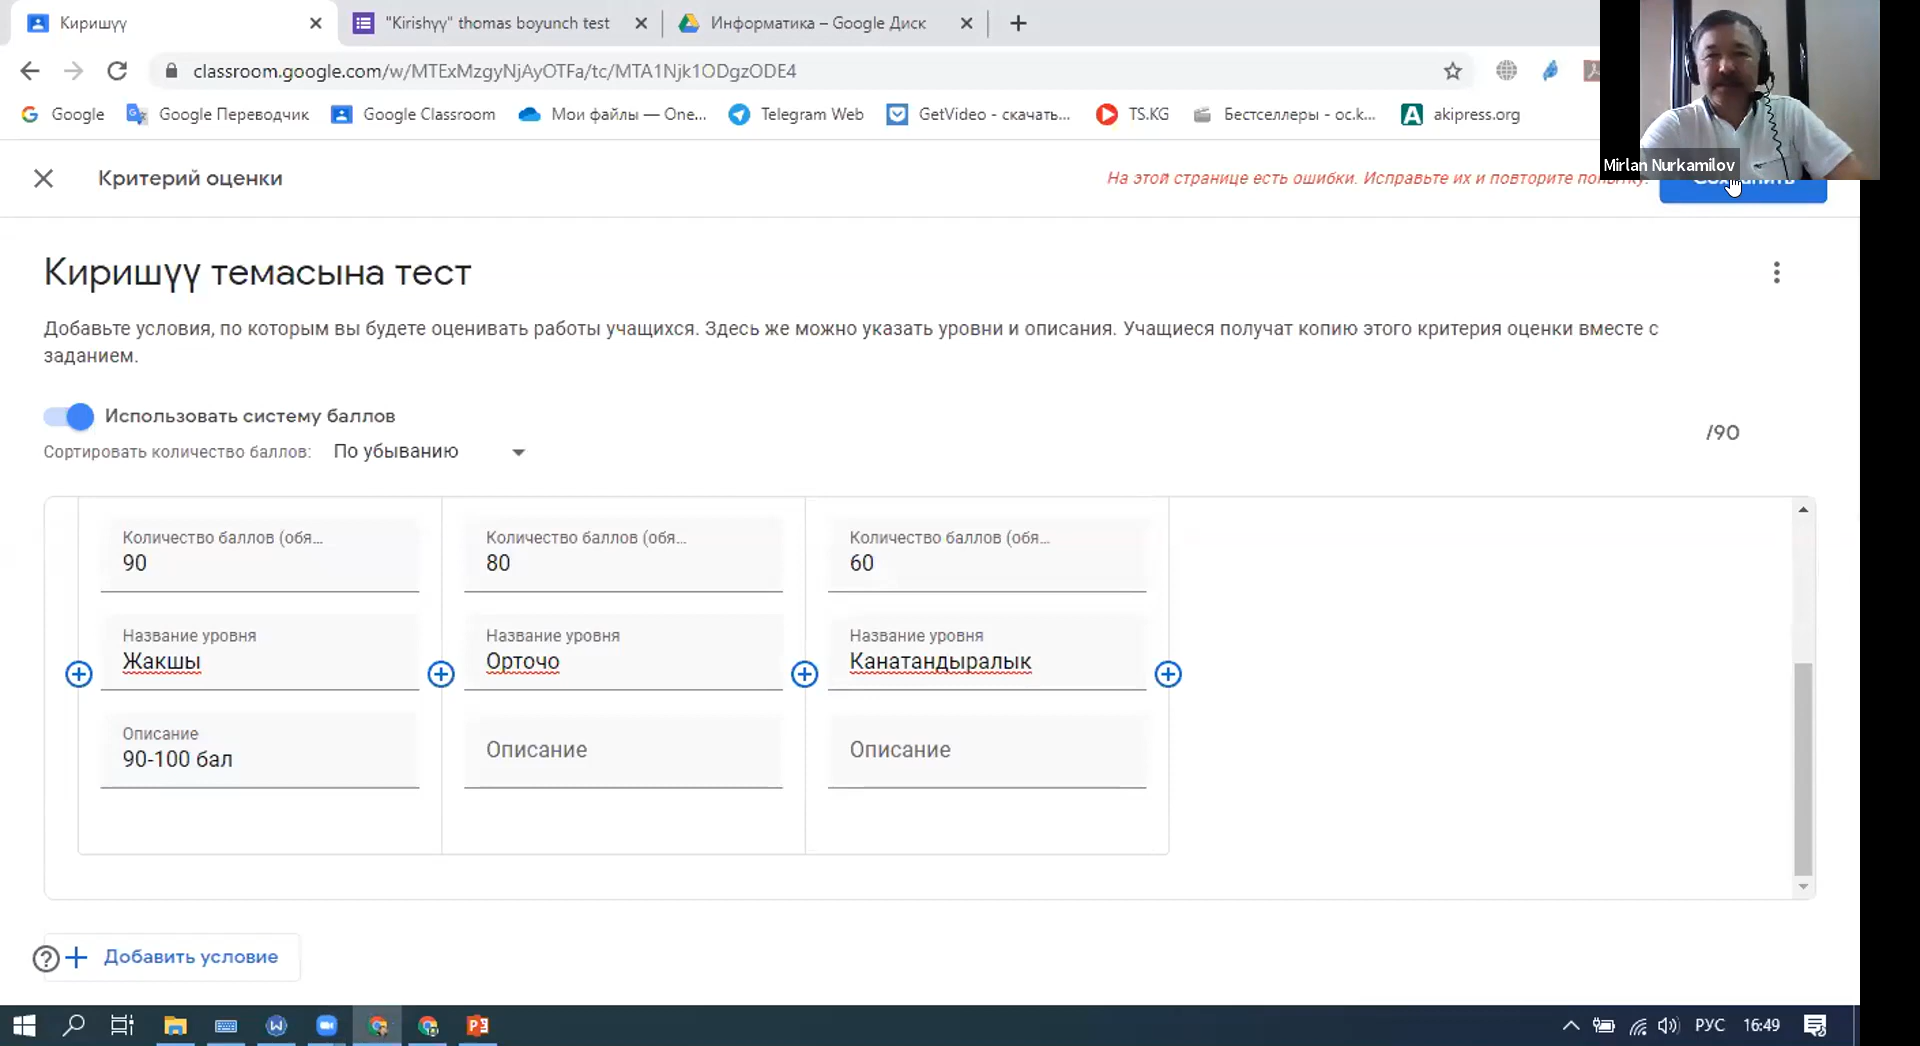 Киришүү
"Kirishүү" thomas boyunch test
Информатика – Google Диск
classroom.google.com/w/MTExMzgyNjAyOTFa/tc/MTA1Njk1ODgzODE4
Google
Google Переводчик
Google Classroom
Мои файлы — One...
Telegram Web
GetVideo - скачать...
TS.KG
Бестселлеры - oc.k...
akipress.org
Mirlan Nurkamilov
Критерий оценки
На этой странице есть ошибки. Исправьте их и повторите попытку.
Сохранить
Киришүү темасына тест
Добавьте условия, по которым вы будете оценивать работы учащихся. Здесь же можно указать уровни и описания. Учащиеся получат копию этого критерия оценки вместе с
заданием.
Использовать систему баллов
/90
Сортировать количество баллов: По убыванию
Количество баллов (обя...
90
Количество баллов (обя...
80
Количество баллов (обя...
60
Название уровня
Жакшы
Название уровня
Орточо
Название уровня
Канатандыралык
Описание
90-100 бал
Описание
Описание
Добавить условие
РУС
16:49